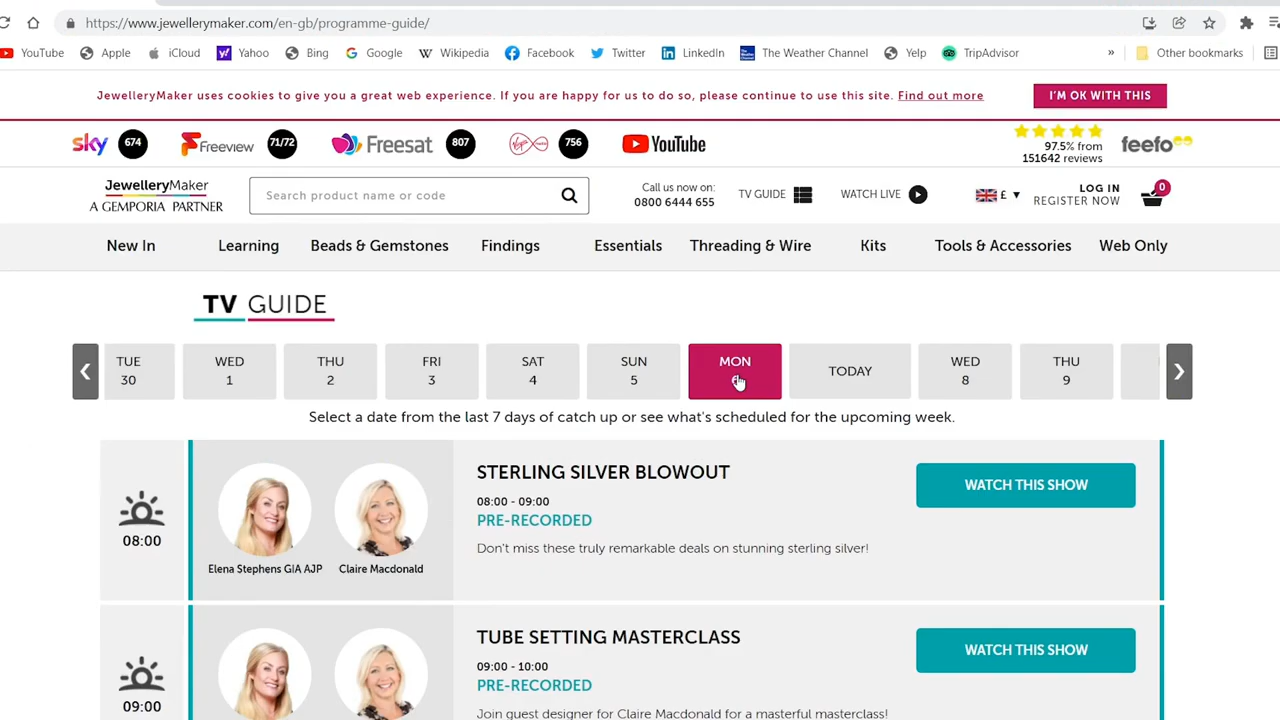 https://www.jewellerymaker.com/en-gb/programme-guide/
YouTube Apple iCloud Yahoo Bing Google Wikipedia Facebook Twitter LinkedIn The Weather Channel Yelp TripAdvisor » Other bookmarks
JewelleryMaker uses cookies to give you a great web experience. If you are happy for us to do so, please continue to use this site. Find out more I'M OK WITH THIS
sky 674 Freeview 71/72 Freesat 807 756 YouTube 97.5% from feefo
151642 reviews
JewelleryMaker
A GEMPORIA PARTNER
Search product name or code
Call us now on:
0800 6444 655
TV GUIDE
WATCH LIVE
£ ▼
LOG IN
REGISTER NOW
0
New In Learning Beads & Gemstones Findings Essentials Threading & Wire Kits Tools & Accessories Web Only
TV GUIDE
TUE WED THU FRI SAT SUN MON TODAY WED THU
30 1 2 3 4 5 8 9
Select a date from the last 7 days of catch up or see what's scheduled for the upcoming week.
08:00
Elena Stephens GIA AJP Claire Macdonald
STERLING SILVER BLOWOUT
08:00 - 09:00
PRE-RECORDED
Don't miss these truly remarkable deals on stunning sterling silver!
WATCH THIS SHOW
09:00
TUBE SETTING MASTERCLASS
09:00 - 10:00
PRE-RECORDED
Join guest designer for Claire Macdonald for a masterful masterclass!
WATCH THIS SHOW